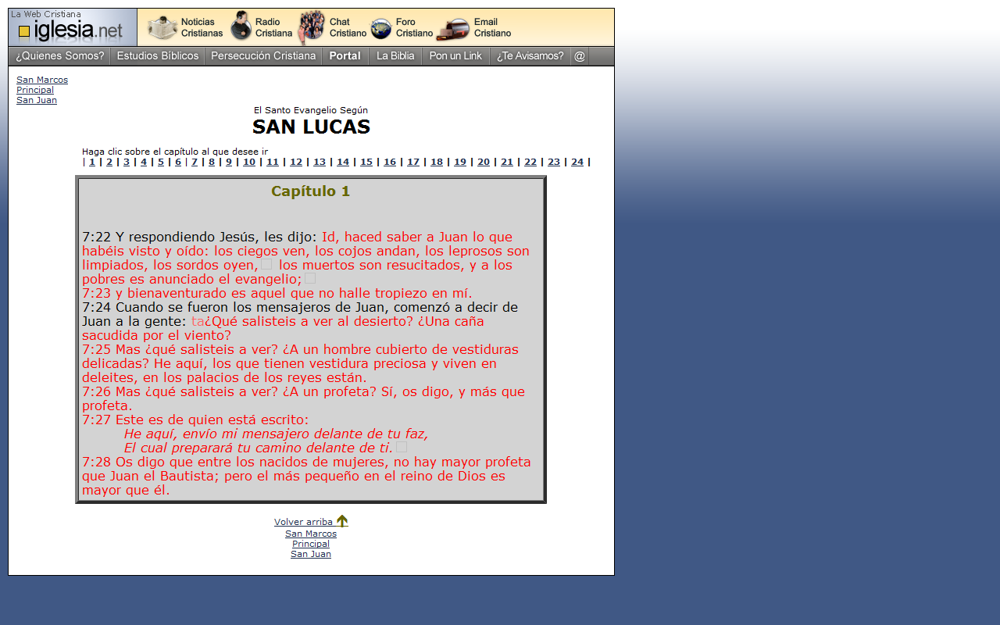 La Web Cristiana
iglesia.net
Noticias Cristianas
Radio Cristiana
Chat Cristiano
Foro Cristiano
Email Cristiano
¿Quienes Somos? Estudios Bíblicos Persecución Cristiana Portal La Biblia Pon un Link ¿Te Avisamos? @
San Marcos
Principal
San Juan
El Santo Evangelio Según
SAN LUCAS
Haga clic sobre el capítulo al que desee ir
| 1 | 2 | 3 | 4 | 5 | 6 | 7 | 8 | 9 | 10 | 11 | 12 | 13 | 14 | 15 | 16 | 17 | 18 | 19 | 20 | 21 | 22 | 23 | 24 |
Capítulo 1
7:22 Y respondiendo Jesús, les dijo: Id, haced saber a Juan lo que
habéis visto y oído: los ciegos ven, los cojos andan, los leprosos son
limpiados, los sordos oyen, los muertos son resucitados, y a los
pobres es anunciado el evangelio;
7:23 y bienaventurado es aquel que no halle tropiezo en mí.
7:24 Cuando se fueron los mensajeros de Juan, comenzó a decir de
Juan a la gente: ta¿Qué salisteis a ver al desierto? ¿Una caña
sacudida por el viento?
7:25 Mas ¿qué salisteis a ver? ¿A un hombre cubierto de vestiduras
delicadas? He aquí, los que tienen vestidura preciosa y viven en
deleites, en los palacios de los reyes están.
7:26 Mas ¿qué salisteis a ver? ¿A un profeta? Sí, os digo, y más que
profeta.
7:27 Este es de quien está escrito:
He aquí, envío mi mensajero delante de tu faz,
El cual preparará tu camino delante de ti.
7:28 Os digo que entre los nacidos de mujeres, no hay mayor profeta
que Juan el Bautista; pero el más pequeño en el reino de Dios es
mayor que él.
Volver arriba
San Marcos
Principal
San Juan